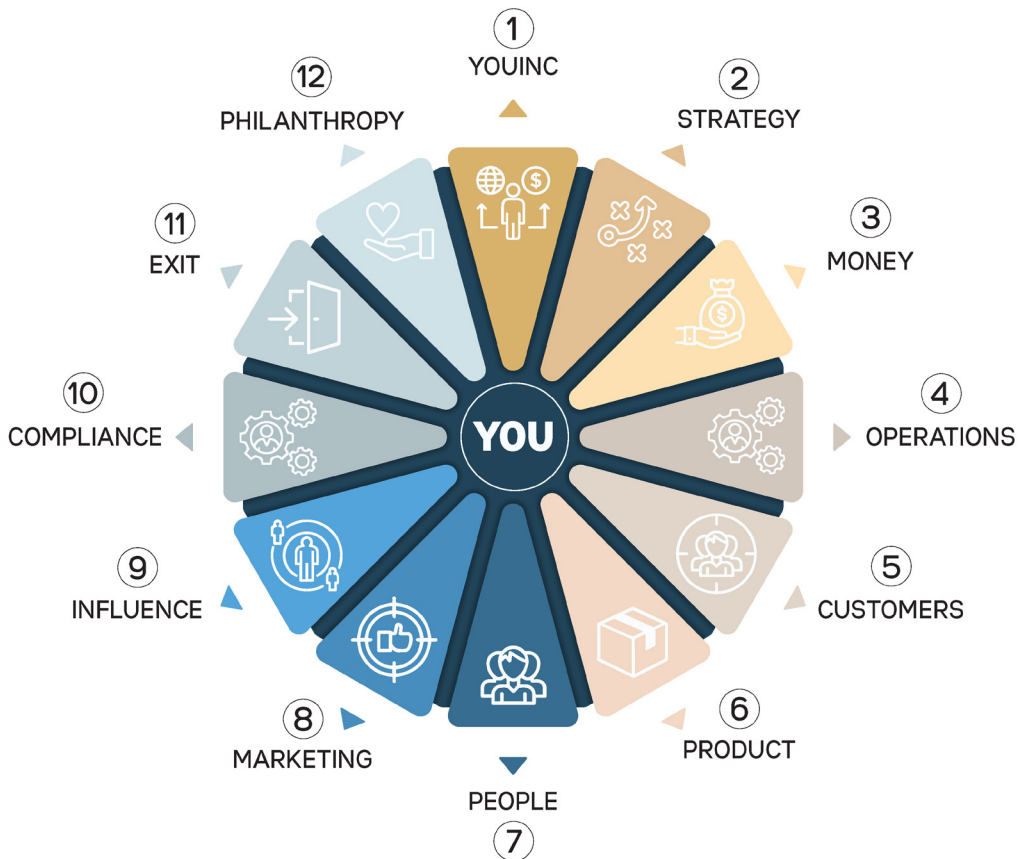 1
YOUINC
2
STRATEGY
3
MONEY
4
OPERATIONS
5
CUSTOMERS
6
PRODUCT
PEOPLE
7
8
MARKETING
9
INFLUENCE
10
COMPLIANCE
11
EXIT
12
PHILANTHROPY
$
$
YOU